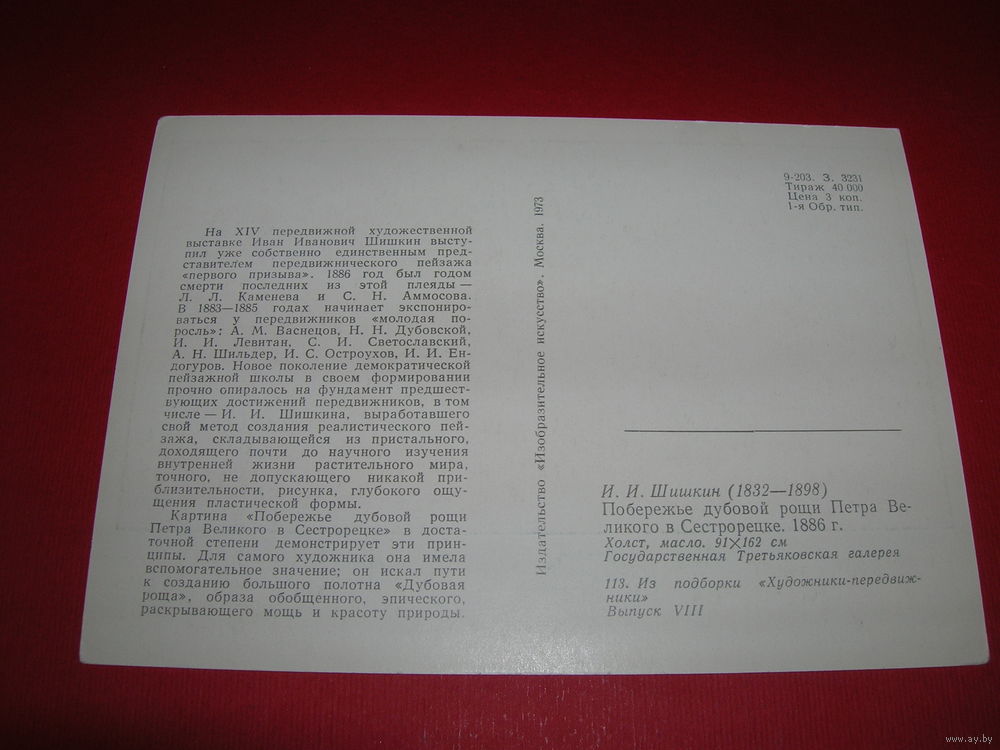 На XIV передвижной художественной
выставке Иван Иванович Шишкин высту-
пил уже собственно единственным пред-
ставителем передвижнического пейзажа
«первого призыва». 1886 год был годом
смерти последних из этой плеяды —
Л. Л. Каменева и С. Н. Аммосова.
В 1883—1885 годах начинает экспониро-
ваться у передвижников «молодая по-
росль»: А. М. Васнецов, Н. Н. Дубовской,
И. И. Левитан, С. И. Светославский,
А. Н. Шильдер, И. С. Остроухов, И. И. Ен-
догуров. Новое поколение демократической
пейзажной школы в своем формировании
прочно опиралось на фундамент предшест-
вующих достижений передвижников, в том
числе — И. И. Шишкина, выработавшего
свой метод создания реалистического пей-
зажа, складывающейся из пристального,
доходящего почти до научного изучения
внутренней жизни растительного мира,
точного, не допускающего никакой при-
близительности, рисунка, глубокого ощу-
щения пластической формы.
Картина «Побережье дубовой рощи
Петра Великого в Сестрорецке» в доста-
точной степени демонстрирует эти прин-
ципы. Для самого художника она имела
вспомогательное значение; он искал пути
к созданию большого полотна «Дубовая
роща», образа обобщенного, эпического,
раскрывающего мощь и красоту природы.
Издательство «Изобразительное искусство». Москва. 1973
9-203. З. 3231
Тираж 40 000
Цена 3 коп.
1-я Обр. тип.
И. И. Шишкин (1832—1898)
Побережье дубовой рощи Петра Ве-
ликого в Сестрорецке. 1886 г.
Холст, масло. 91×162 см
Государственная Третьяковская галерея
113. Из подборки «Художники-передвиж-
ники»
Выпуск VIII
www.ay.by